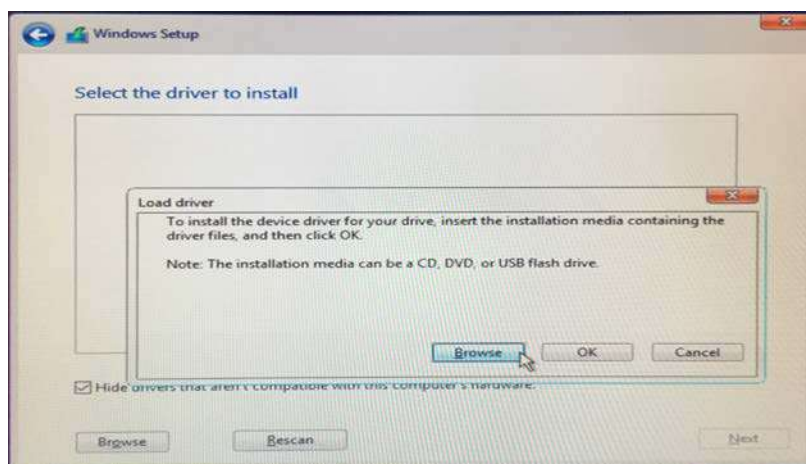 Windows Setup
Select the driver to install
Load driver
To install the device driver for your drive, insert the installation media containing the
driver files, and then click OK.
Note: The installation media can be a CD, DVD, or USB flash drive.
Browse
OK
Cancel
Hide drivers that aren't compatible with this computer's hardware.
Browse
Rescan
Next